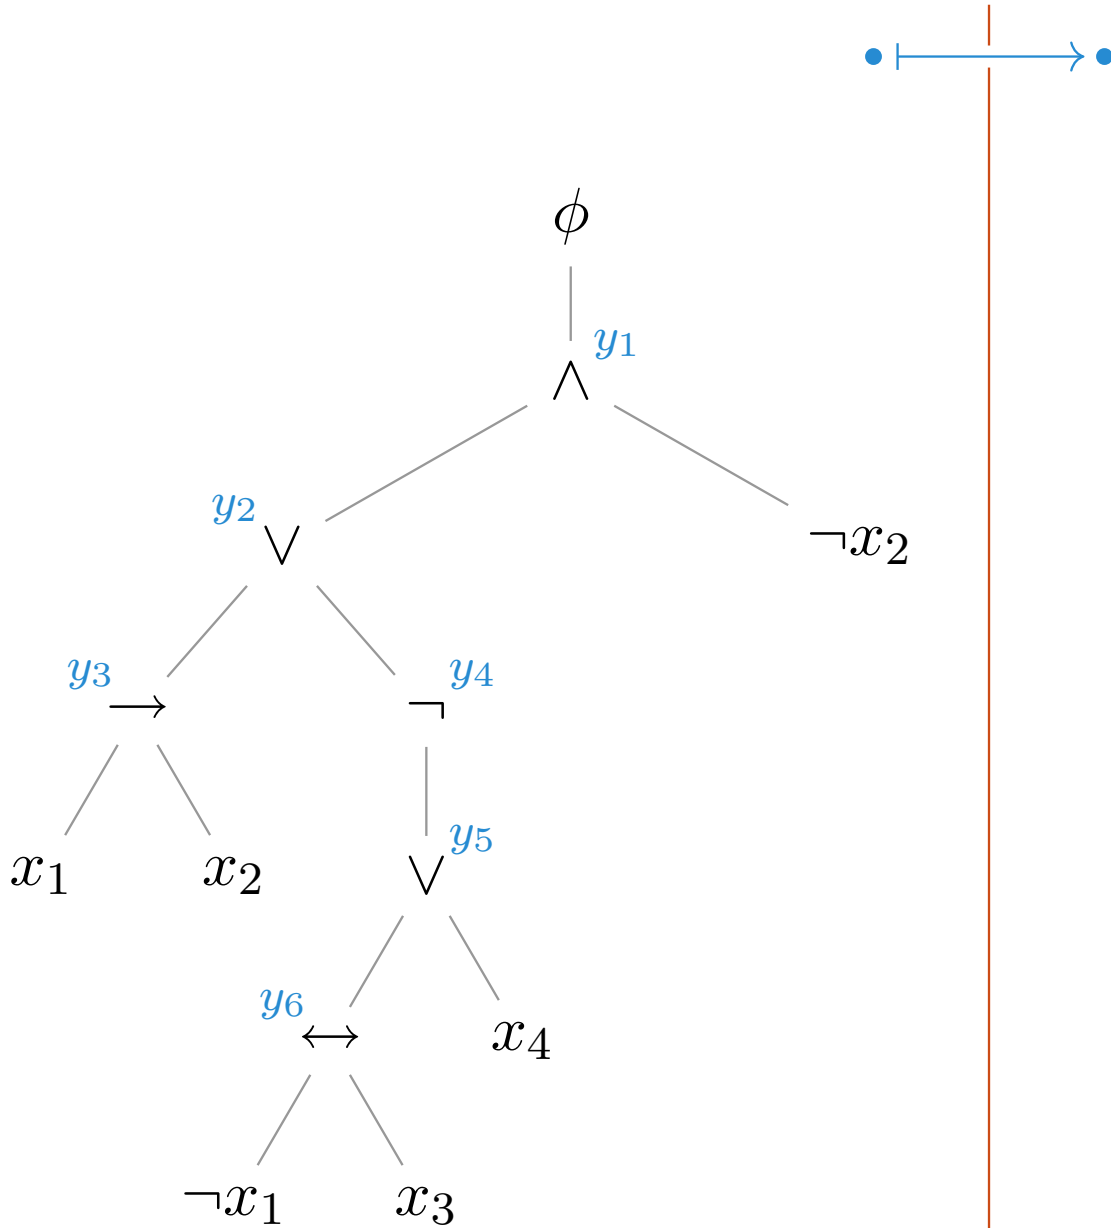 ϕ
y₁
∧
y₂
∨ ¬x₂
y₃ y₄
→ ¬
y₅
x₁ x₂ ∨
y₆
↔ x₄
¬x₁ x₃